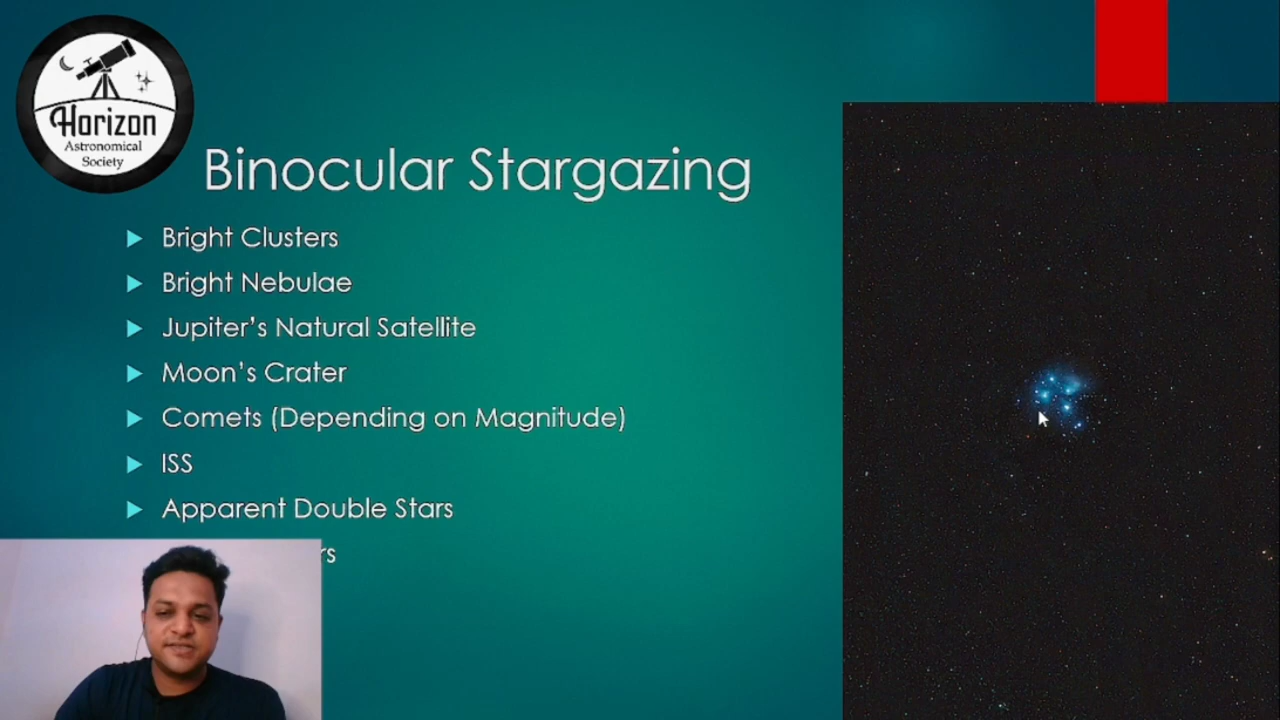 Horizon
Astronomical
Society
Binocular Stargazing
Bright Clusters
Bright Nebulae
Jupiter's Natural Satellite
Moon's Crater
Comets (Depending on Magnitude)
ISS
Apparent Double Stars